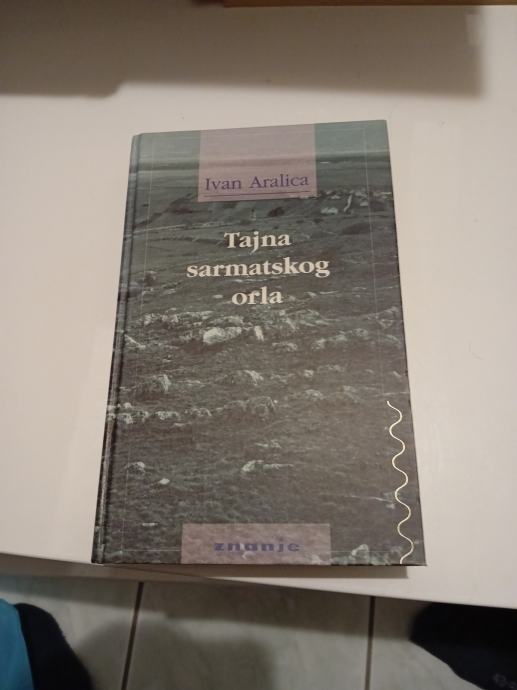 Ivan Aralica
Tajna
sarmatskog
orla
znanje